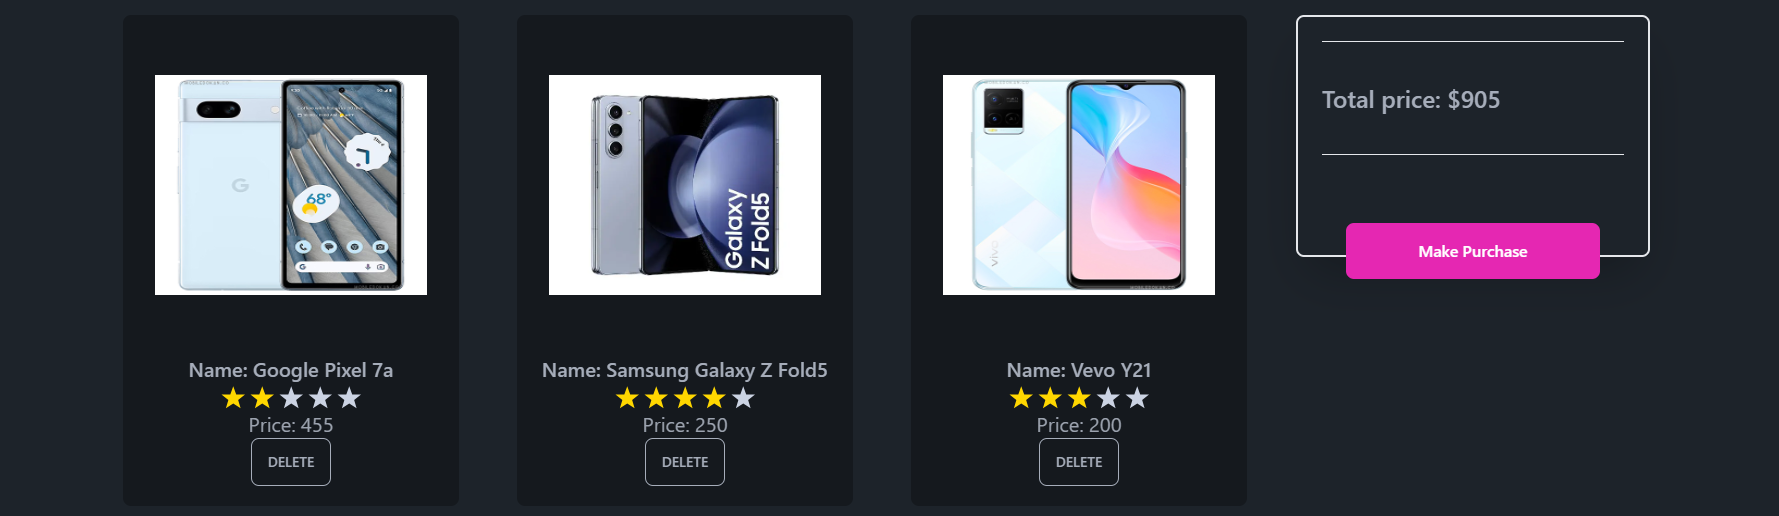 68°
G
Galaxy
Z Fold5
vivo
Name: Google Pixel 7a
Price: 455
DELETE
Name: Samsung Galaxy Z Fold5
Price: 250
DELETE
Name: Vevo Y21
Price: 200
DELETE
Total price: $905
Make Purchase